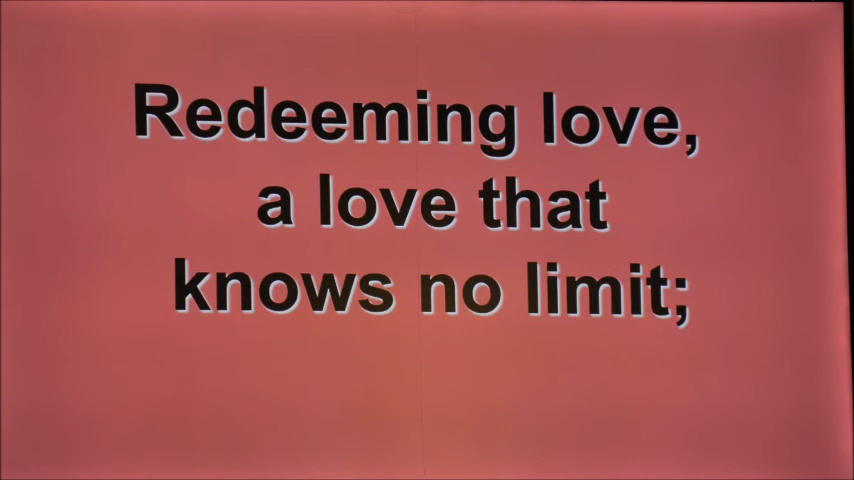 Redeeming love,
a love that
knows no limit;